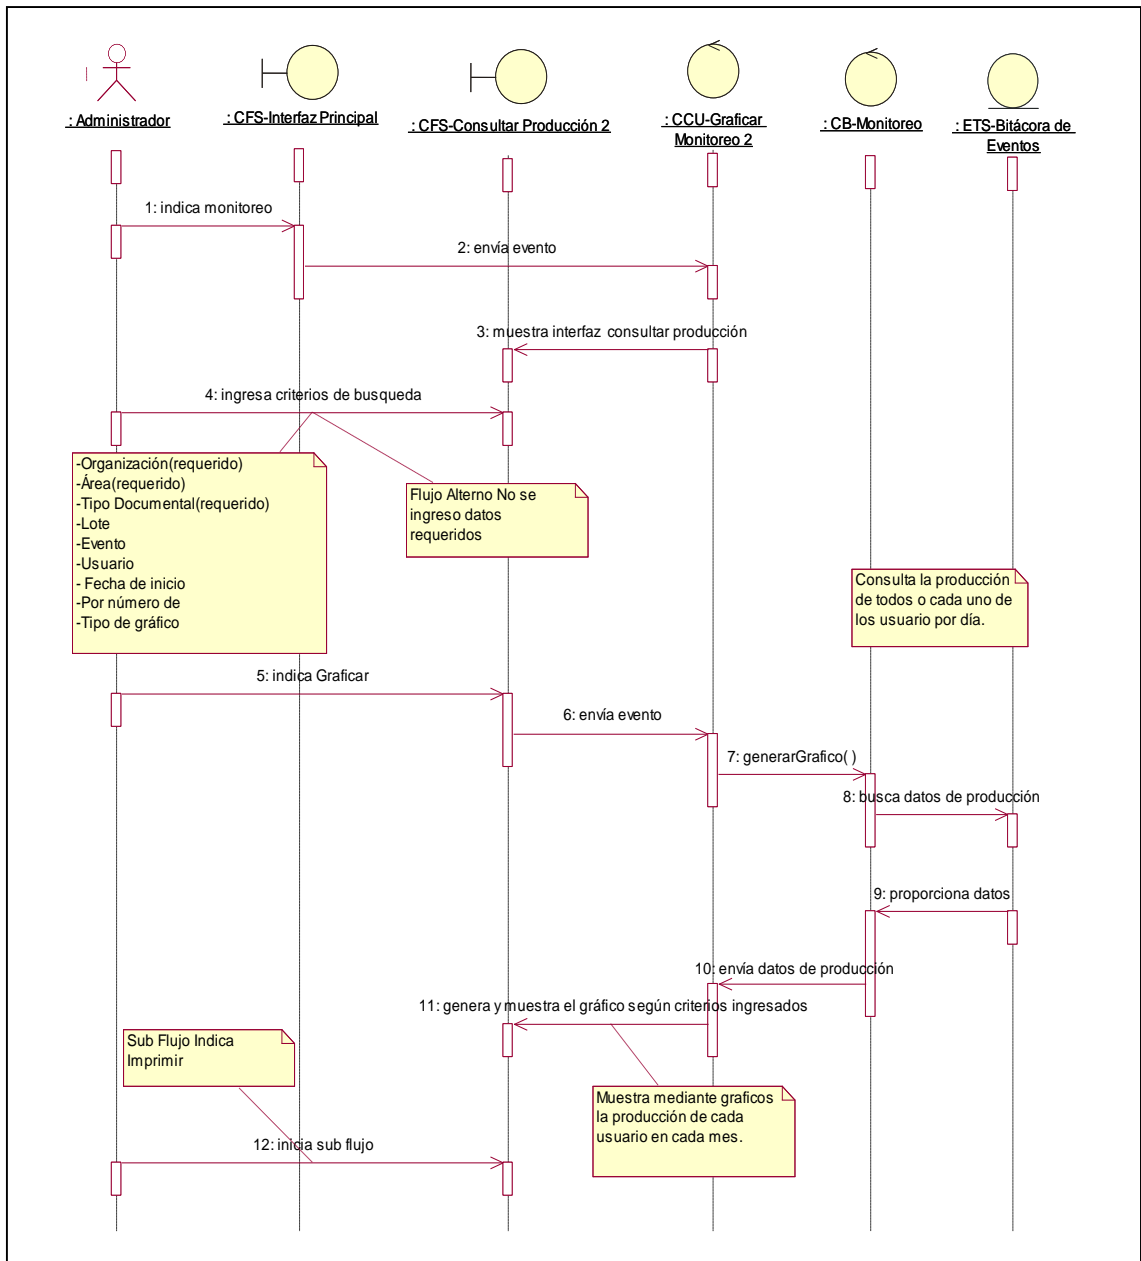 : Administrador
: CFS-Interfaz Principal
: CFS-Consultar Producción 2
: CCU-Graficar
Monitoreo 2
: CB-Monitoreo
: ETS-Bitácora de
Eventos
1: indica monitoreo
2: envía evento
3: muestra interfaz consultar producción
4: ingresa criterios de busqueda
-Organización(requerido)
-Área(requerido)
-Tipo Documental(requerido)
-Lote
-Evento
-Usuario
- Fecha de inicio
-Por número de
-Tipo de gráfico
Flujo Alterno No se
ingreso datos
requeridos
Consulta la producción
de todos o cada uno de
los usuario por día.
5: indica Graficar
6: envía evento
7: generarGrafico( )
8: busca datos de producción
9: proporciona datos
10: envía datos de producción
11: genera y muestra el gráfico según criterios ingresados
Sub Flujo Indica
Imprimir
Muestra mediante graficos
la producción de cada
usuario en cada mes.
12: inicia sub flujo